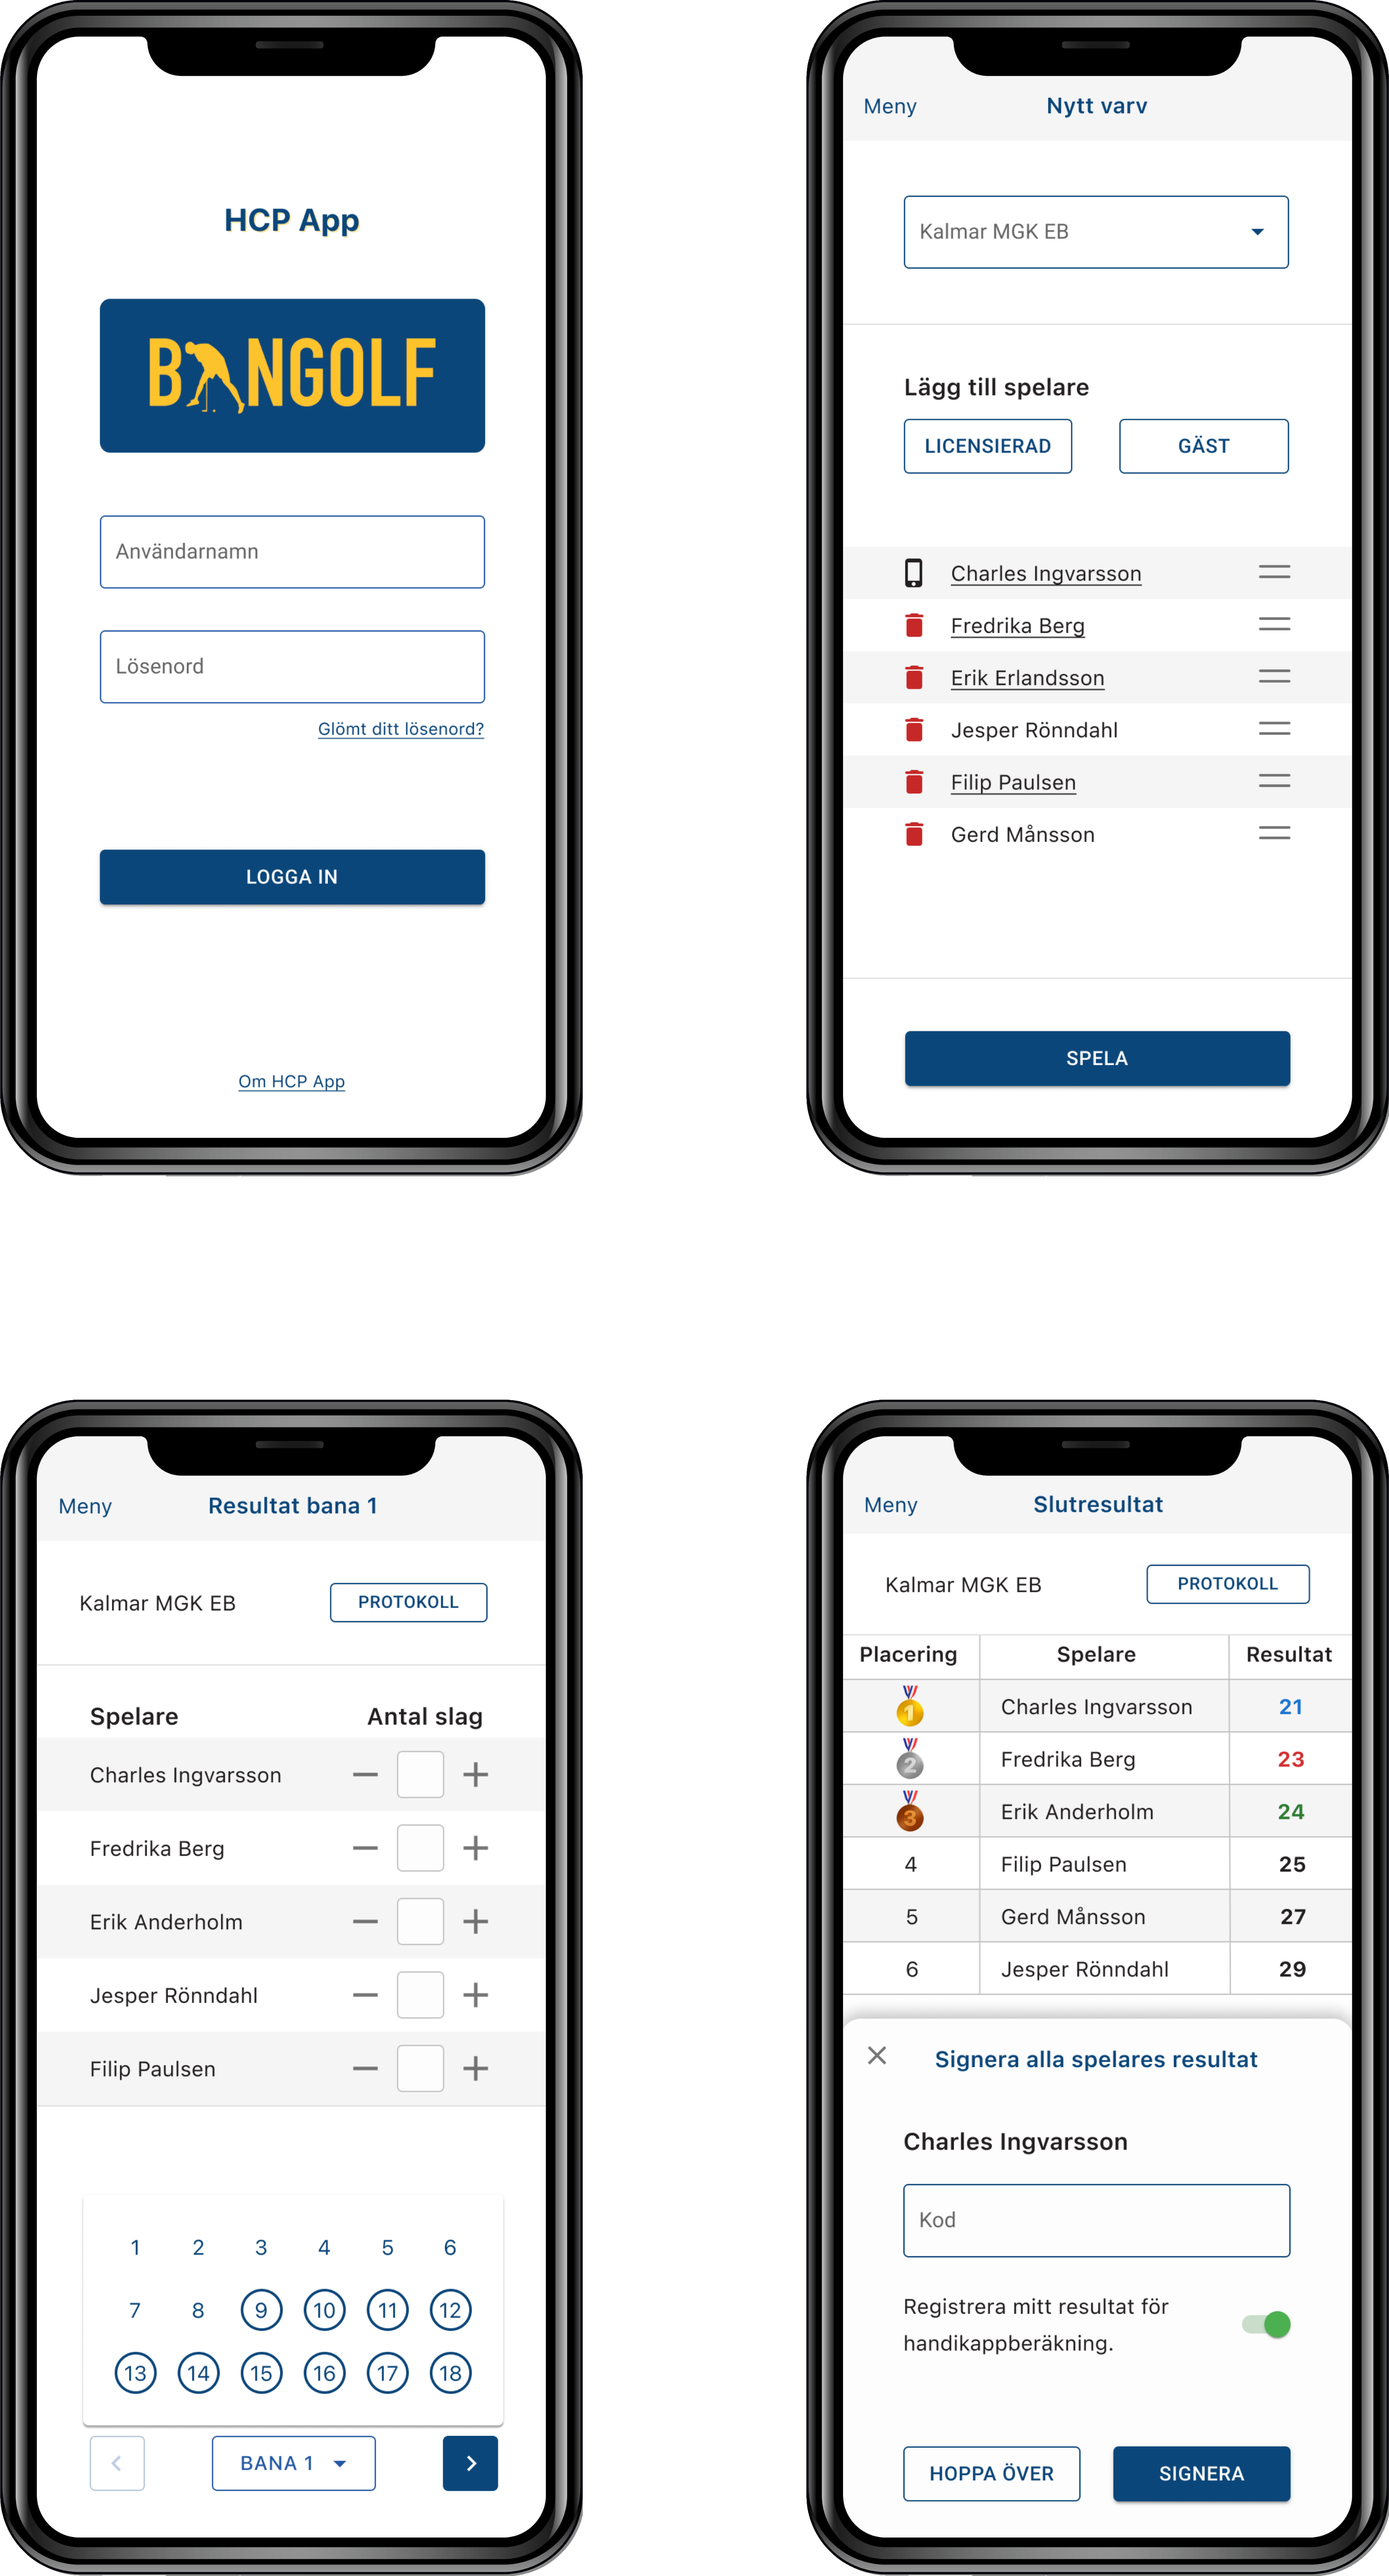 HCP App
BANGOLF
Användarnamn
Lösenord
Glömt ditt lösenord?
LOGGA IN
Om HCP App
Meny Nytt varv
Kalmar MGK EB
Lägg till spelare
LICENSIERAD GÄST
Charles Ingvarsson
Fredrika Berg
Erik Erlandsson
Jesper Rönndahl
Filip Paulsen
Gerd Månsson
SPELA
Meny Resultat bana 1
Kalmar MGK EB PROTOKOLL
Spelare Antal slag
Charles Ingvarsson
Fredrika Berg
Erik Anderholm
Jesper Rönndahl
Filip Paulsen
1 2 3 4 5 6
7 8 9 10 11 12
13 14 15 16 17 18
BANA 1
Meny Slutresultat
Kalmar MGK EB PROTOKOLL
Placering Spelare Resultat
1 Charles Ingvarsson 21
2 Fredrika Berg 23
3 Erik Anderholm 24
4 Filip Paulsen 25
5 Gerd Månsson 27
6 Jesper Rönndahl 29
Signera alla spelares resultat
Charles Ingvarsson
Kod
Registrera mitt resultat för
handikappberäkning.
HOPPA ÖVER SIGNERA